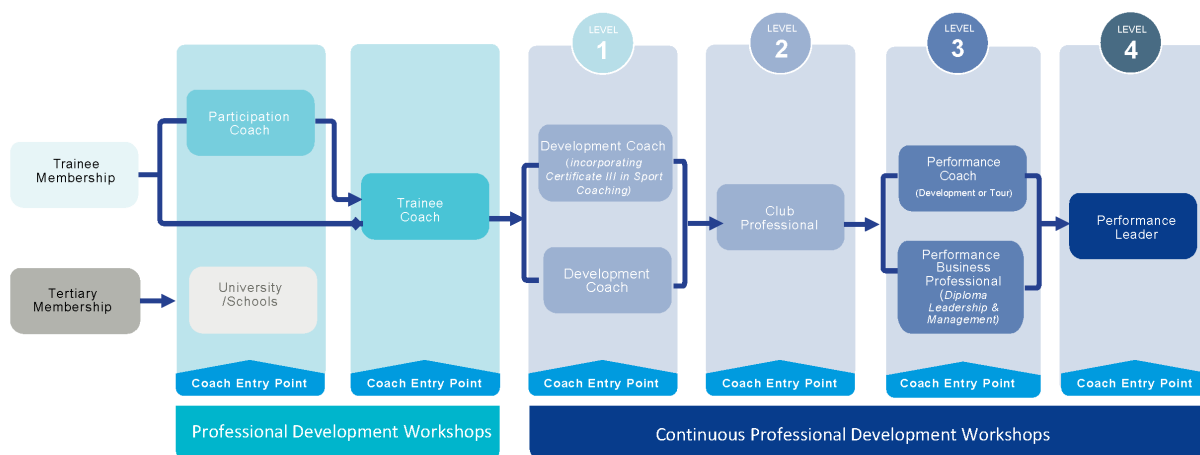 LEVEL
1
LEVEL
2
LEVEL
3
LEVEL
4
Trainee
Membership
Tertiary
Membership
Participation
Coach
University
/Schools
Trainee
Coach
Development Coach
(incorporating
Certificate III in Sport
Coaching)
Development
Coach
Club
Professional
Performance
Coach
(Development or Tour)
Performance
Business
Professional
(Diploma
Leadership &
Management)
Performance
Leader
Coach Entry Point
Coach Entry Point
Coach Entry Point
Coach Entry Point
Coach Entry Point
Coach Entry Point
Professional Development Workshops
Continuous Professional Development Workshops